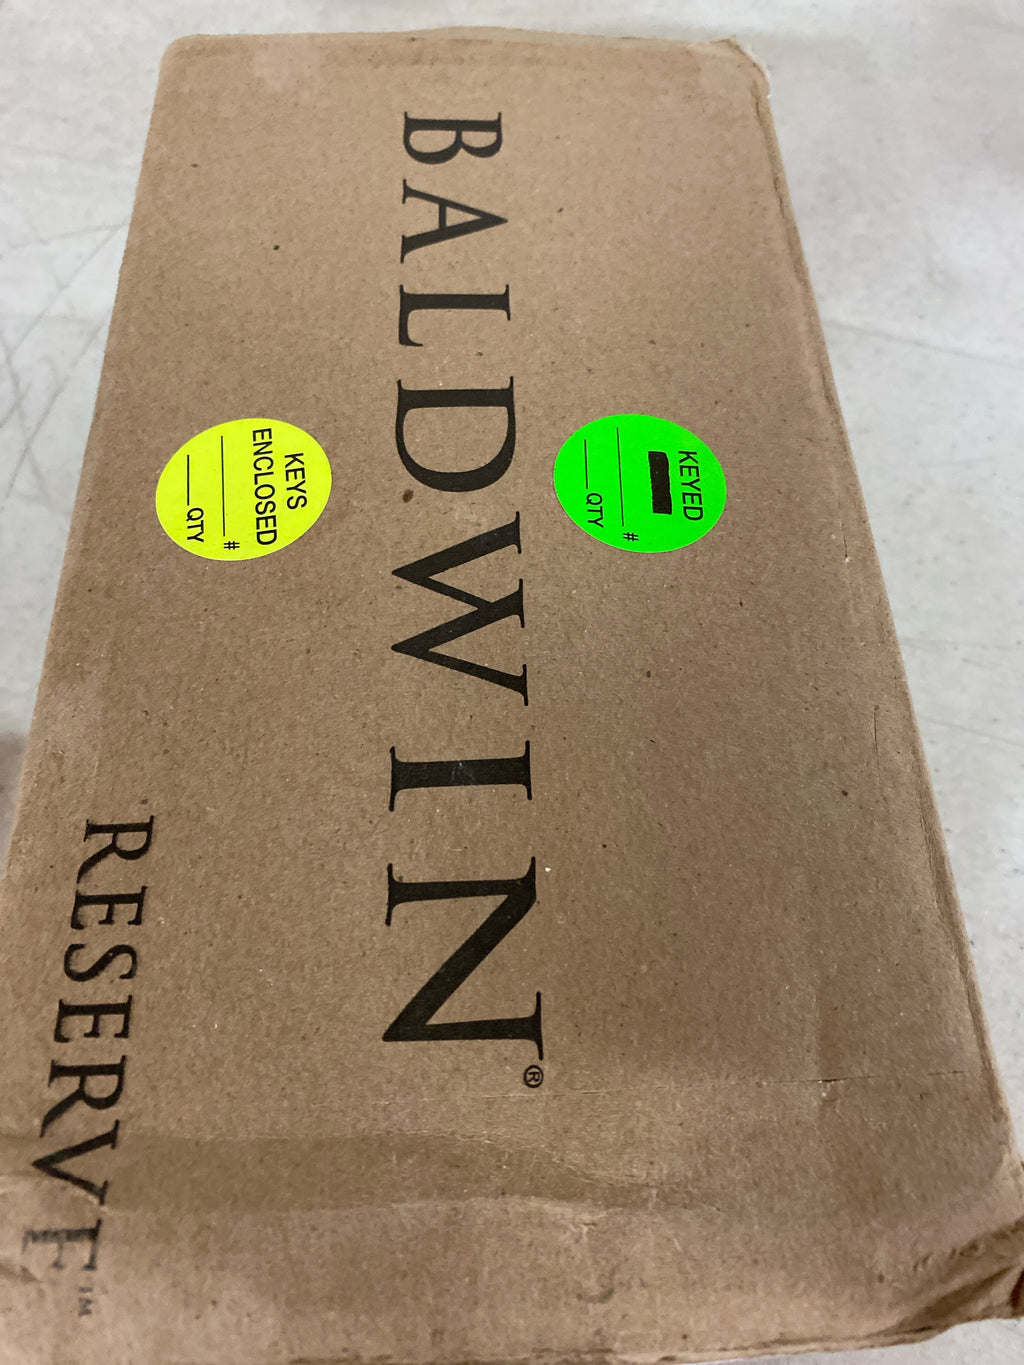 BALDWIN®
RESERVE™
KEYED
#
QTY
KEYS
ENCLOSED
#
QTY